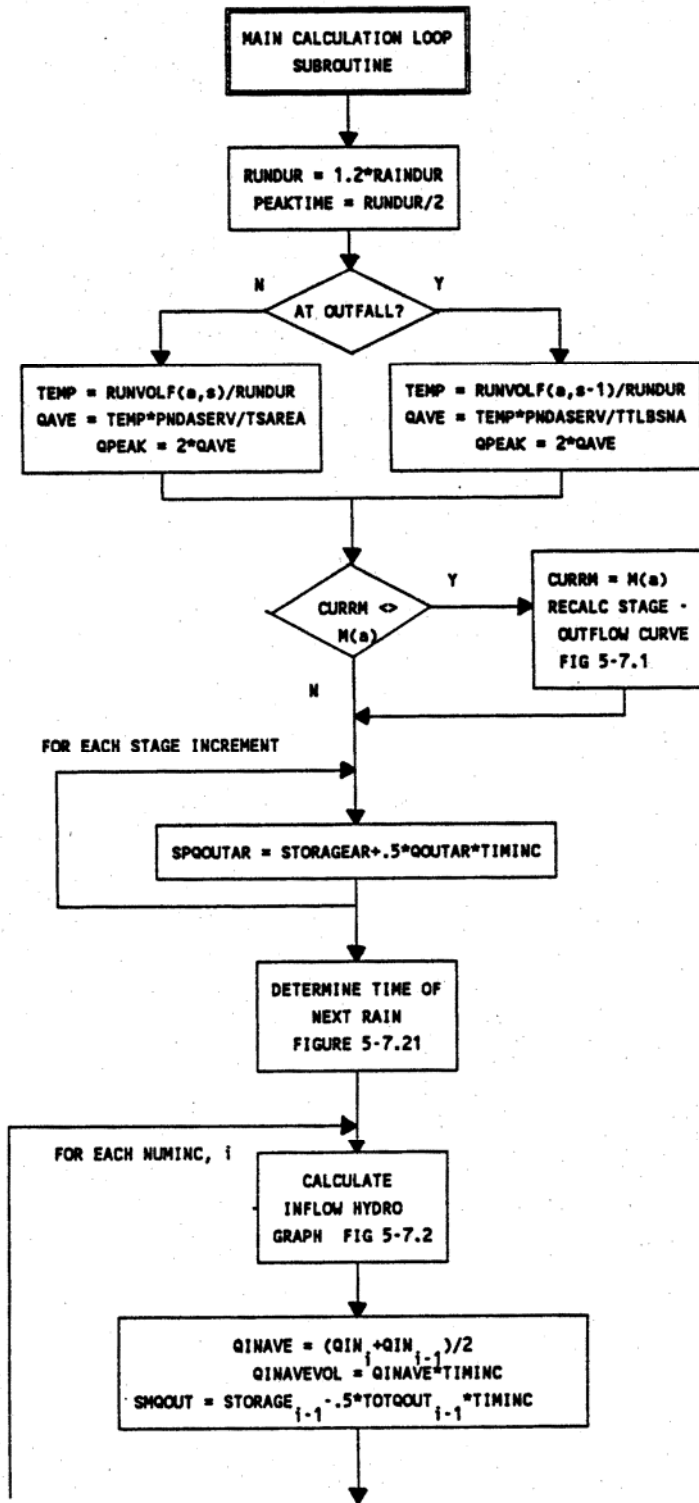 MAIN CALCULATION LOOP
SUBROUTINE
RUNDUR = 1.2*RAINDUR
PEAKTIME = RUNDUR/2
N
Y
AT OUTFALL?
TEMP = RUNVOLF(a,s)/RUNDUR
QAVE = TEMP*PNDASERV/TSAREA
QPEAK = 2*QAVE
TEMP = RUNVOLF(a,s-1)/RUNDUR
QAVE = TEMP*PNDASERV/TTLBSNA
QPEAK = 2*QAVE
CURRM <>
M(a)
Y
N
CURRM = M(a)
RECALC STAGE -
OUTFLOW CURVE
FIG 5-7.1
FOR EACH STAGE INCREMENT
SPQOUTAR = STORAGEAR+.5*QOUTAR*TIMINC
DETERMINE TIME OF
NEXT RAIN
FIGURE 5-7.21
FOR EACH NUMINC, i
CALCULATE
INFLOW HYDRO
GRAPH FIG 5-7.2
QINAVE = (QIN_i+QIN_i-1)/2
QINAVEVOL = QINAVE*TIMINC
SMQOUT = STORAGE_i-1-.5*TOTQOUT_i-1*TIMINC